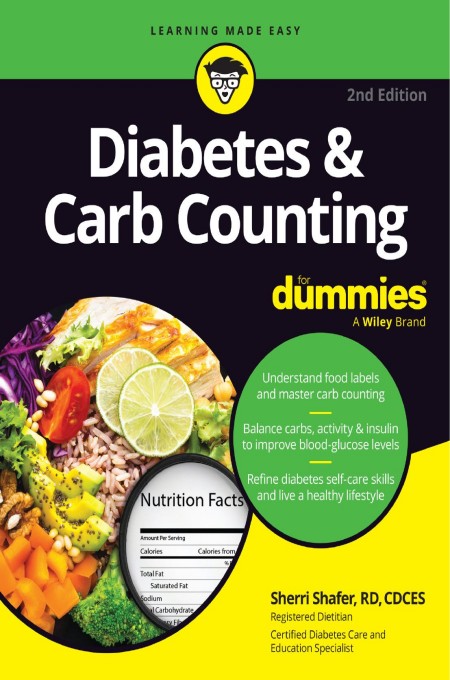 LEARNING MADE EASY
2nd Edition
Diabetes &
Carb Counting
for
dummies®
A Wiley Brand
Understand food labels
and master carb counting
Balance carbs, activity & insulin
to improve blood-glucose levels
Refine diabetes self-care skills
and live a healthy lifestyle
Nutrition Facts
Amount Per Serving
Calories Calories from
%
Total Fat
Saturated Fat
Sodium
Carbohydrate
Sherri Shafer, RD, CDCES
Registered Dietitian
Certified Diabetes Care and
Education Specialist